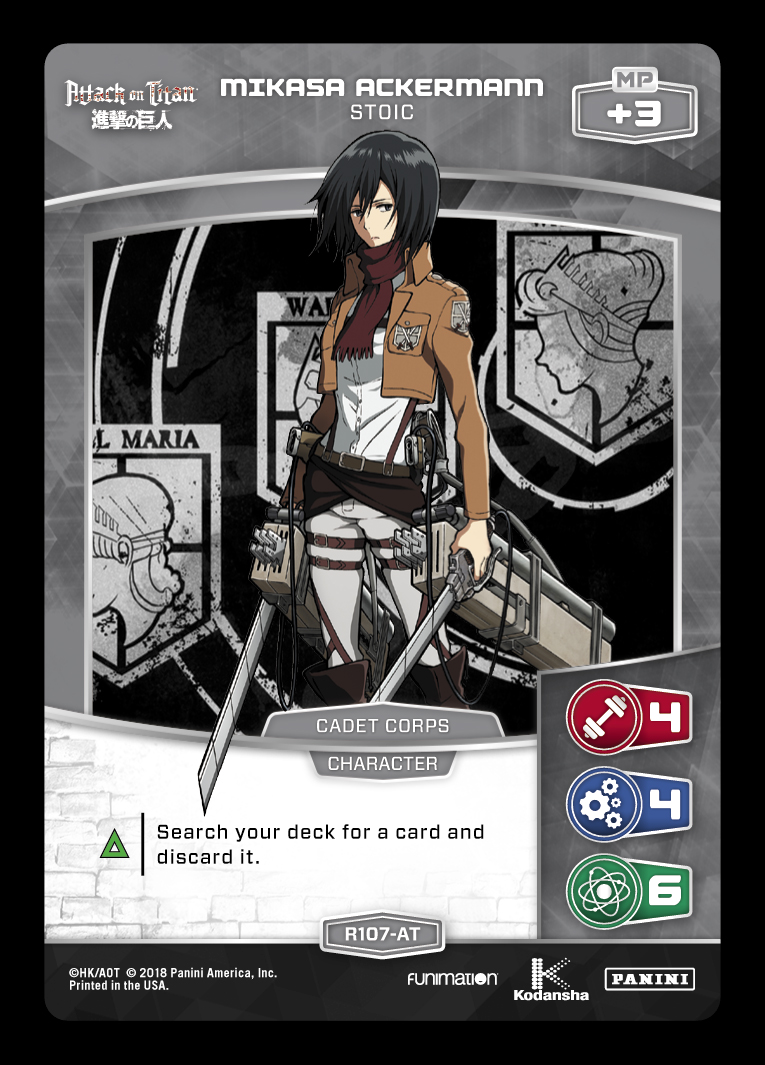 Attack on Titan
進撃の巨人
MIKASA ACKERMANN
STOIC
MP
+3
WAL
L MARIA
CADET CORPS
CHARACTER
4
4
6
Search your deck for a card and
discard it.
R107-AT
©HK/AOT © 2018 Panini America, Inc.
Printed in the USA.
FUNIMATION
Kodansha
PANINI